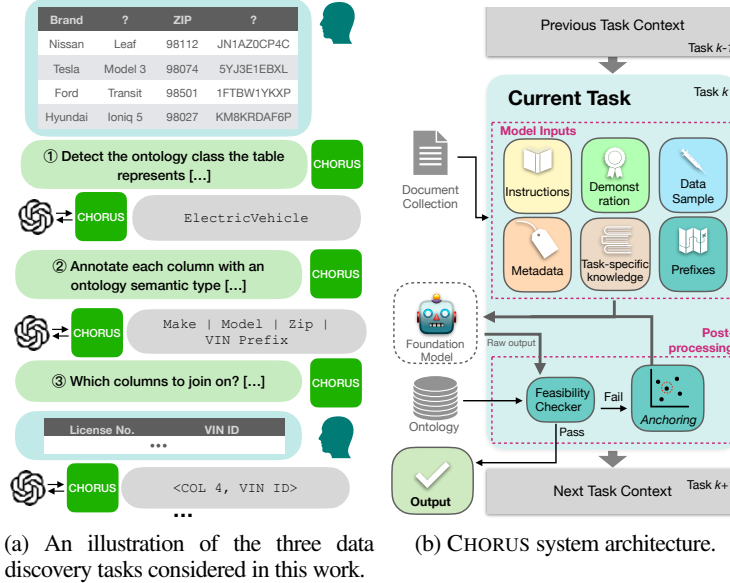 Brand ? ZIP ?
Nissan Leaf 98112 JN1AZ0CP4C
Tesla Model 3 98074 5YJ3E1EBXL
Ford Transit 98501 1FTBW1YKXP
Hyundai Ioniq 5 98027 KM8KRDAF6P
① Detect the ontology class the table
represents [...]
CHORUS
CHORUS
ElectricVehicle
② Annotate each column with an
ontology semantic type [...]
CHORUS
CHORUS
Make | Model | Zip |
VIN Prefix
③ Which columns to join on? [...]
CHORUS
License No. VIN ID
•••
CHORUS
<COL 4, VIN ID>
•••
(a) An illustration of the three data
discovery tasks considered in this work.
Previous Task Context
Task k-1
Current Task
Task k
Model Inputs
Document
Collection
Instructions
Demonst
ration
Data
Sample
Metadata
Task-specific
knowledge
Prefixes
Foundation
Model
Raw output
Post-
processing
Ontology
Feasibility
Checker
Fail
Anchoring
Pass
Output
Next Task Context
Task k+
(b) CHORUS system architecture.